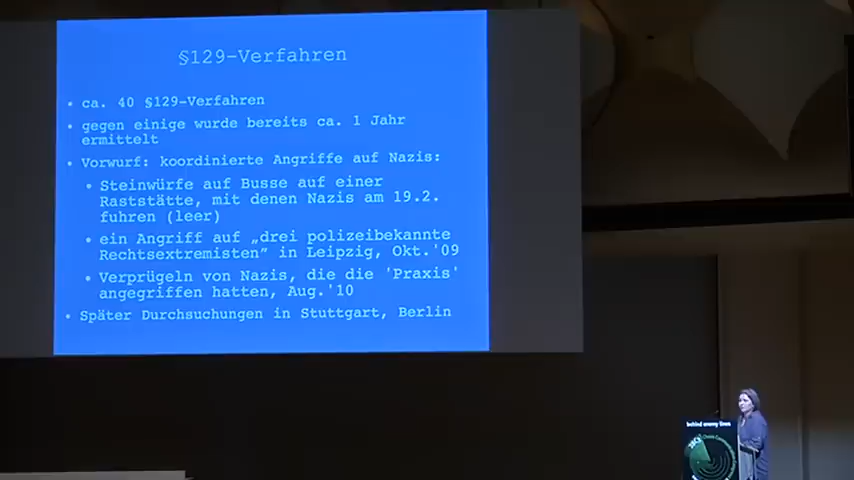 §129-Verfahren
• ca. 40 §129-Verfahren
• gegen einige wurde bereits ca. 1 Jahr
ermittelt
• Vorwurf: koordinierte Angriffe auf Nazis:
• Steinwürfe auf Busse auf einer
Raststätte, mit denen Nazis am 19.2.
fuhren (leer)
• ein Angriff auf „drei polizeibekannte
Rechtsextremisten" in Leipzig, Okt.'09
• Verprügeln von Nazis, die die 'Praxis'
angegriffen hatten, Aug.'10
• Später Durchsuchungen in Stuttgart, Berlin
behind enemy lines
28C3